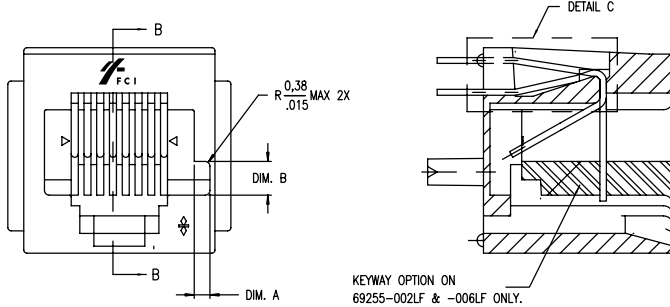 DETAIL C
B
FCI
R 0,38 MAX 2X
.015
DIM. B
B
DIM. A
KEYWAY OPTION ON
69255-002LF & -006LF ONLY.